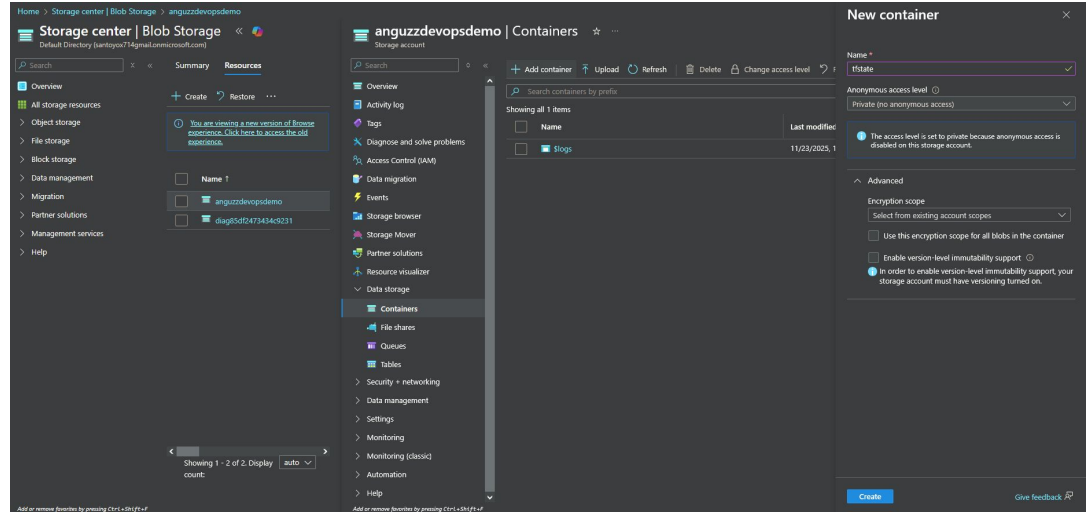 Home > Storage center | Blob Storage > anguzzdevopsdemo
Storage center | Blob Storage
Default Directory (santoyox714gmail.onmicrosoft.com)
Search
Overview
All storage resources
Object storage
File storage
Block storage
Data management
Migration
Partner solutions
Management services
Help
Add or remove favorites by pressing Ctrl+Shift+F
Summary Resources
+ Create Restore ...
You are viewing a new version of Browse
experience. Click here to access the old
experience.
Name ↑
anguzzdevopsdemo
diag85df2473434c9231
Showing 1 - 2 of 2. Display auto
count:
anguzzdevopsdemo | Containers
Storage account
Search
Overview
Activity log
Tags
Diagnose and solve problems
Access Control (IAM)
Data migration
Events
Storage browser
Storage Mover
Partner solutions
Resource visualizer
Data storage
Containers
File shares
Queues
Tables
Security + networking
Data management
Settings
Monitoring
Monitoring (classic)
Automation
Help
Add or remove favorites by pressing Ctrl+Shift+F
+ Add container Upload Refresh Delete Change access level
Search containers by prefix
Showing all 1 items
Name Last modified
$logs 11/23/2025, 1
New container
Name *
tfstate
Anonymous access level
Private (no anonymous access)
The access level is set to private because anonymous access is
disabled on this storage account.
Advanced
Encryption scope
Select from existing account scopes
Use this encryption scope for all blobs in the container
Enable version-level immutability support
In order to enable version-level immutability support, your
storage account must have versioning turned on.
Create Give feedback